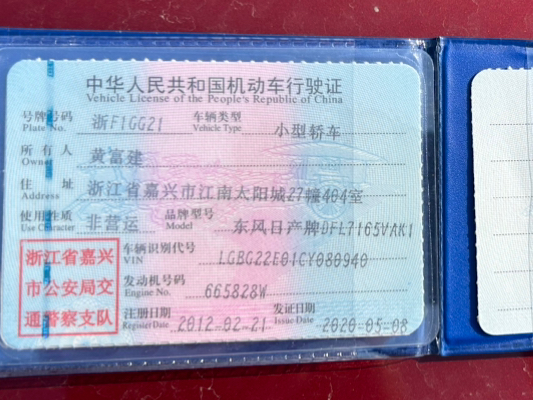 中华人民共和国机动车行驶证
Vehicle License of the People's Republic of China
号牌号码 Plate No. 浙F1GG21 车辆类型 Vehicle Type 小型轿车
所有人 Owner 黄富建
住址 Address 浙江省嘉兴市江南太阳城27幢404室
使用性质 Use Character 非营运 品牌型号 Model 东风日产牌DFL7165VAK1
浙江省嘉兴市公安局交通警察支队
车辆识别代号 VIN LGBG22E01CY080940
发动机号码 Engine No. 665828W
注册日期 Register Date 2012-02-21 发证日期 Issue Date 2020-05-08